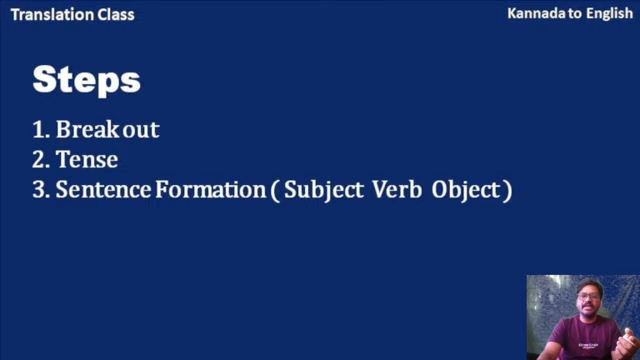 Translation Class
Kannada to English
Steps
1. Break out
2. Tense
3. Sentence Formation ( Subject Verb Object )